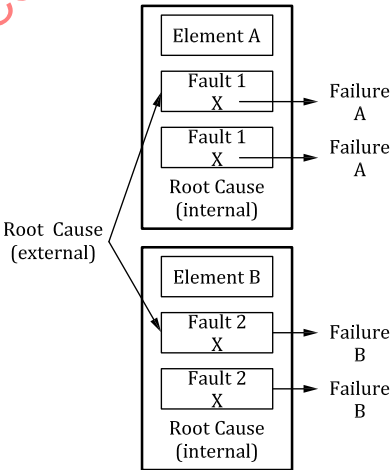 Element A
Fault 1
X
Failure
A
Fault 1
X
Failure
A
Root Cause
(internal)
Root Cause
(external)
Element B
Fault 2
X
Failure
B
Fault 2
X
Failure
B
Root Cause
(internal)